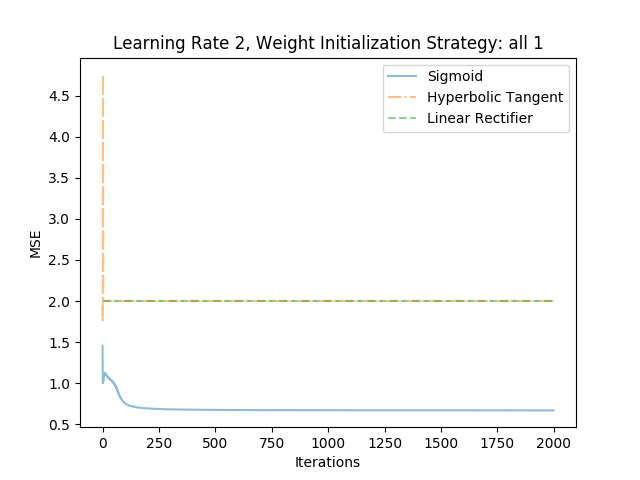 Learning Rate 2, Weight Initialization Strategy: all 1
Sigmoid
Hyperbolic Tangent
Linear Rectifier
4.5
4.0
3.5
3.0
2.5
2.0
1.5
1.0
0.5
MSE
0 250 500 750 1000 1250 1500 1750 2000
Iterations